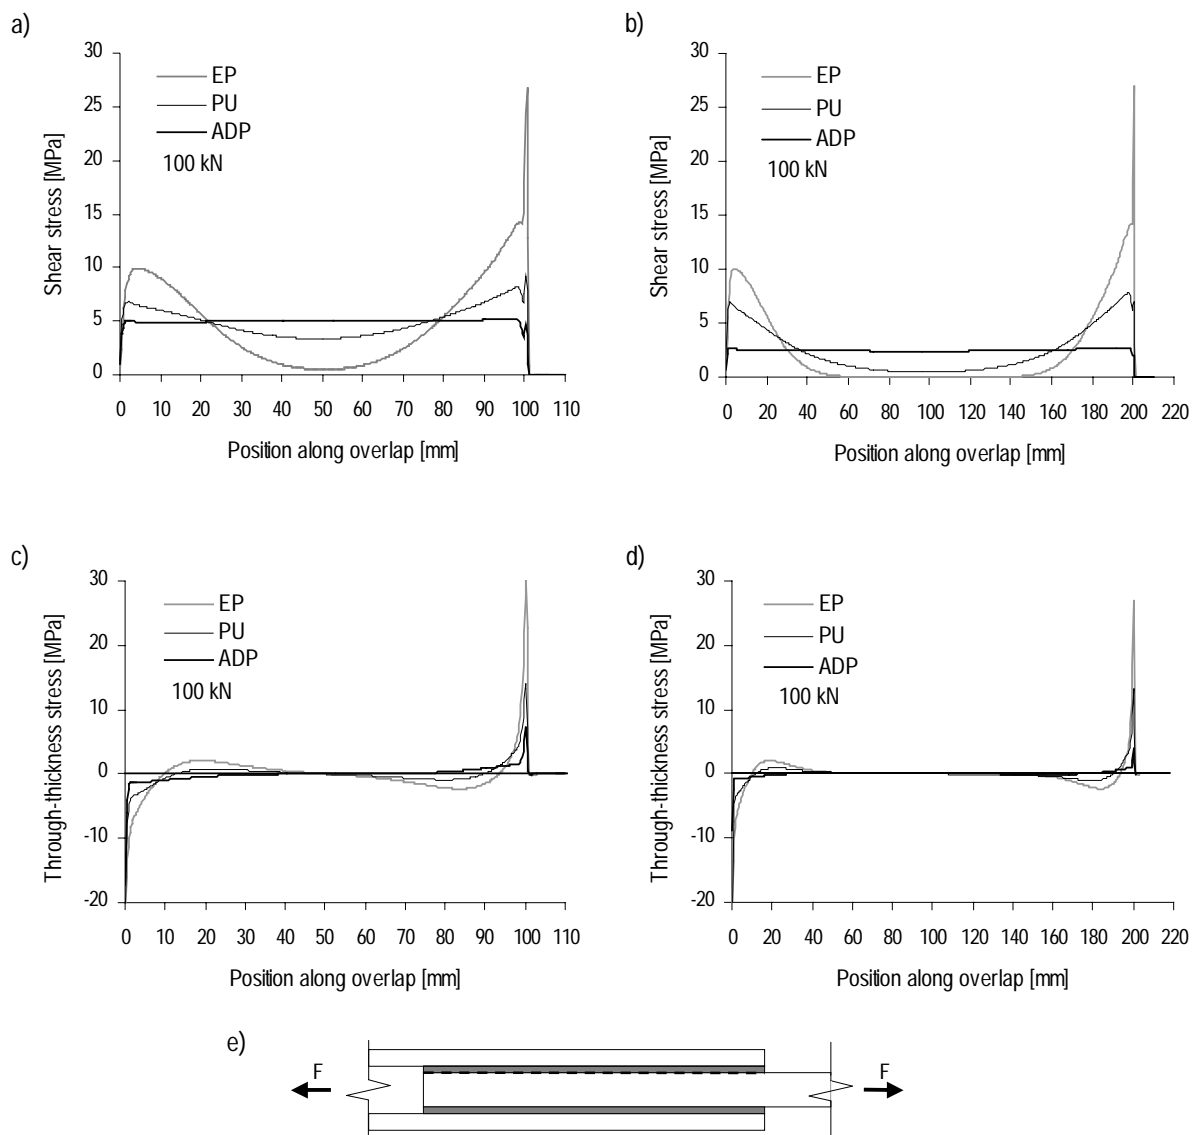 a)
30
25
20
15
10
5
0
Shear stress [MPa]
EP
PU
ADP
100 kN
0 10 20 30 40 50 60 70 80 90 100 110
Position along overlap [mm]
b)
30
25
20
15
10
5
0
Shear stress [MPa]
EP
PU
ADP
100 kN
0 20 40 60 80 100 120 140 160 180 200 220
Position along overlap [mm]
c)
30
20
10
0
-10
-20
Through-thickness stress [MPa]
EP
PU
ADP
100 kN
0 10 20 30 40 50 60 70 80 90 100 110
Position along overlap [mm]
d)
30
20
10
0
-10
-20
Through-thickness stress [MPa]
EP
PU
ADP
100 kN
0 20 40 60 80 100 120 140 160 180 200 220
Position along overlap [mm]
e)
F
F